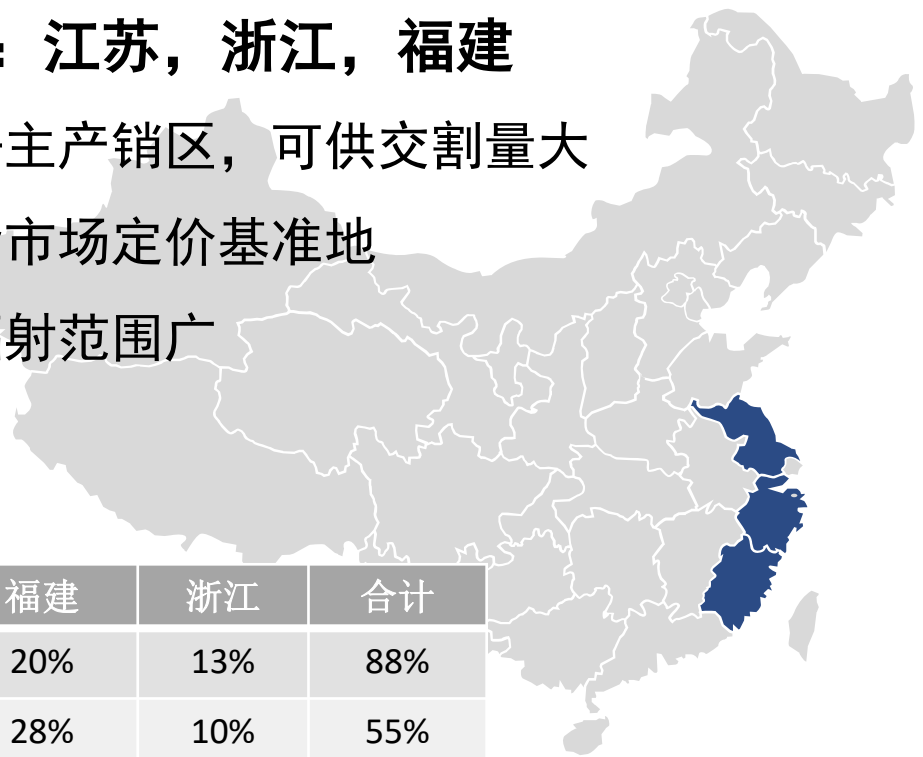 ：江苏，浙江，福建
主产销区，可供交割量大
市场定价基准地
射范围广
福建 浙江 合计
20% 13% 88%
28% 10% 55%